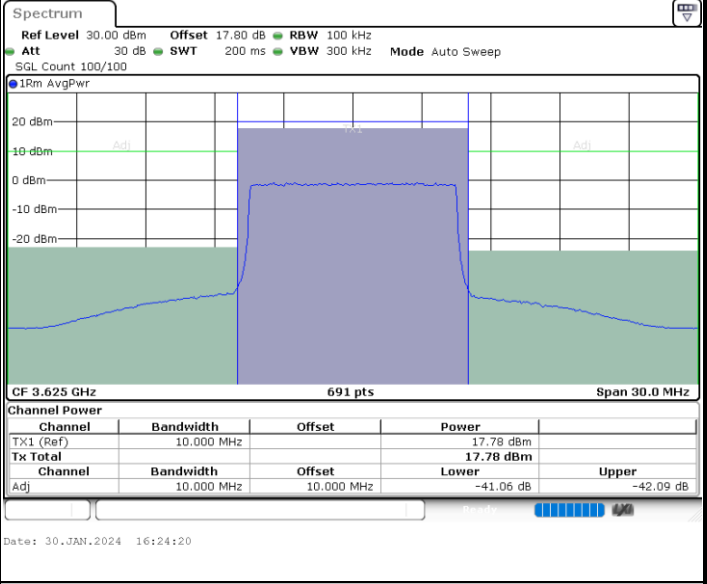 Spectrum
Ref Level 30.00 dBm Offset 17.80 dB RBW 100 kHz
Att 30 dB SWT 200 ms VBW 300 kHz Mode Auto Sweep
SGL Count 100/100
1Rm AvgPwr
20 dBm
TX1
Adj Adj
10 dBm
0 dBm
-10 dBm
-20 dBm
CF 3.625 GHz 691 pts Span 30.0 MHz
Channel Power
Channel Bandwidth Offset Power
TX1 (Ref) 10.000 MHz 17.78 dBm
Tx Total 17.78 dBm
Channel Bandwidth Offset Lower Upper
Adj 10.000 MHz 10.000 MHz -41.06 dB -42.09 dB
Ready
Date: 30.JAN.2024 16:24:20